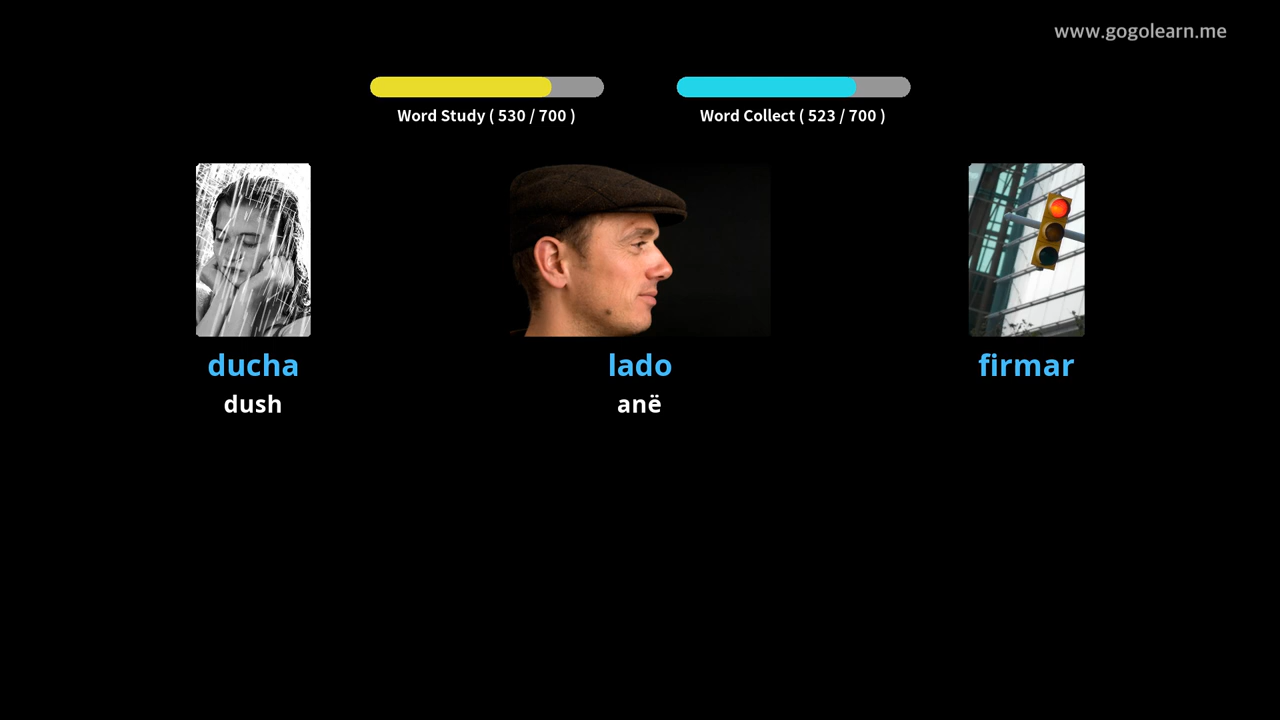 www.gogolearn.me
Word Study ( 530 / 700 )
Word Collect ( 523 / 700 )
ducha
lado
firmar
dush
anë